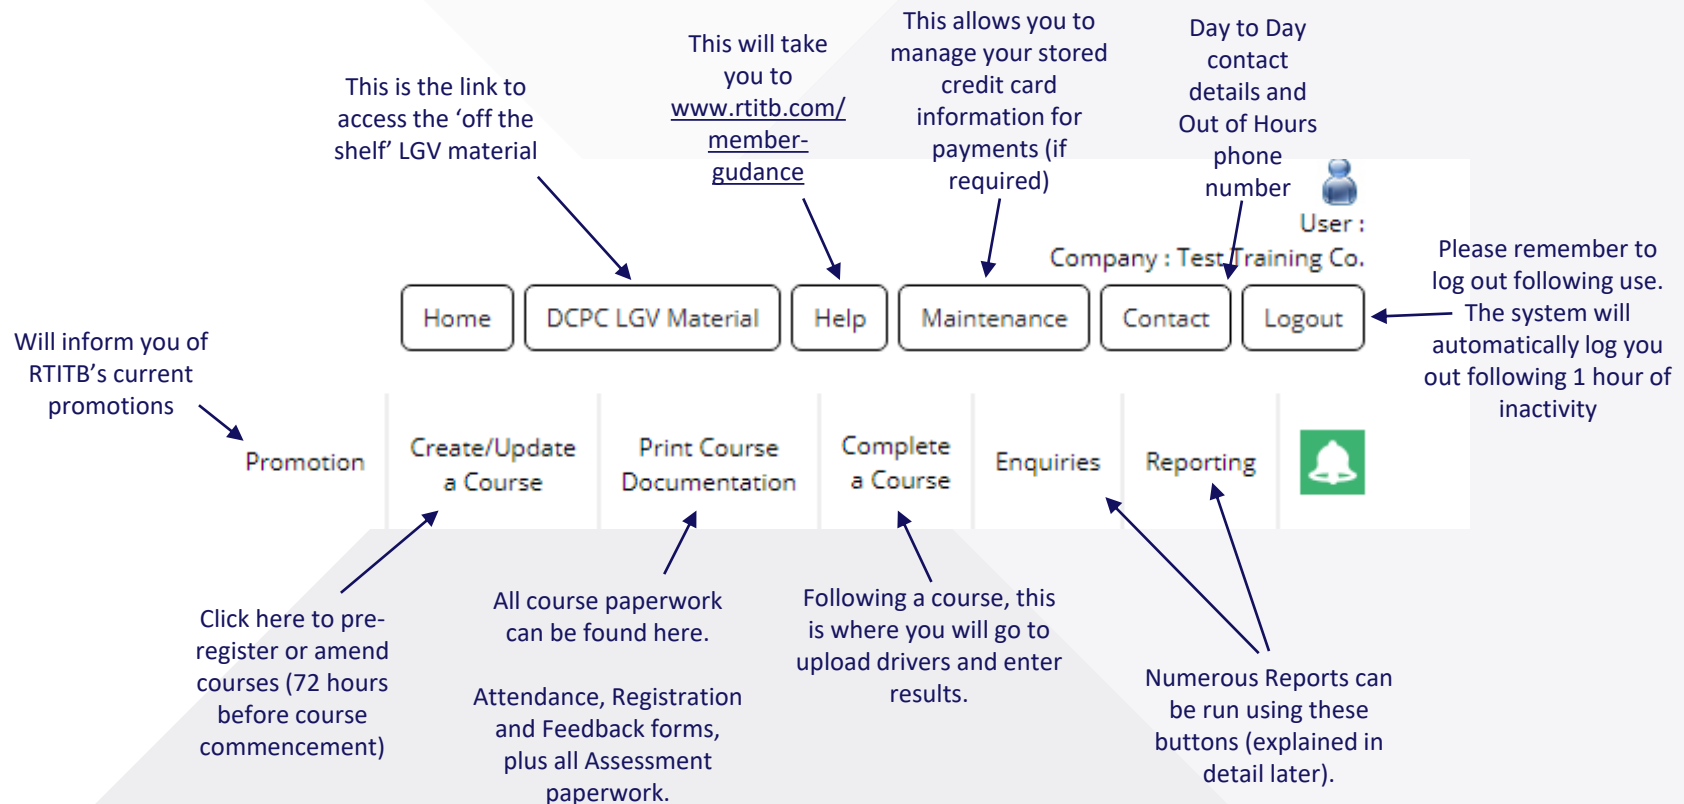 This is the link to
access the ‘off the
shelf’ LGV material
This will take
you to
www.rtitb.com/
member-
gudance
This allows you to
manage your stored
credit card
information for
payments (if
required)
Day to Day
contact
details and
Out of Hours
phone
number
User :
Company : Test Training Co.
Please remember to
log out following use.
The system will
automatically log you
out following 1 hour of
inactivity
Home
DCPC LGV Material
Help
Maintenance
Contact
Logout
Will inform you of
RTITB’s current
promotions
Promotion
Create/Update
a Course
Print Course
Documentation
Complete
a Course
Enquiries
Reporting
Click here to pre-
register or amend
courses (72 hours
before course
commencement)
All course paperwork
can be found here.
Attendance, Registration
and Feedback forms,
plus all Assessment
paperwork.
Following a course, this
is where you will go to
upload drivers and enter
results.
Numerous Reports can
be run using these
buttons (explained in
detail later).